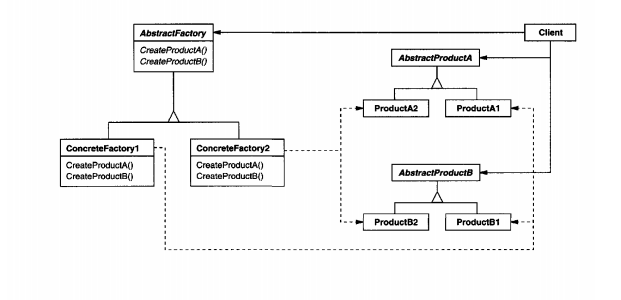 AbstractFactory
CreateProductA()
CreateProductB()
Client
AbstractProductA
ProductA2
ProductA1
ConcreteFactory1
CreateProductA()
CreateProductB()
ConcreteFactory2
CreateProductA()
CreateProductB()
AbstractProductB
ProductB2
ProductB1